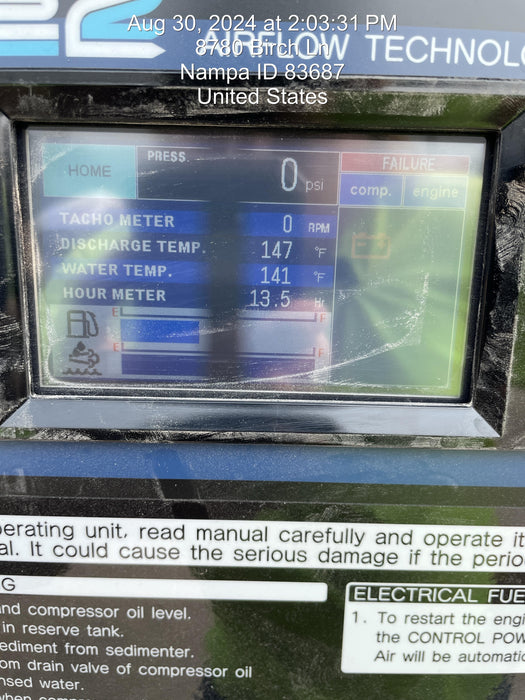 Aug 30, 2024 at 2:03:31 PM
8780 Birch Ln
AIRFLOW TECHNOLO
Nampa ID 83687
United States
HOME
PRESS.
0 psi
FAILURE
comp. engine
TACHO METER 0 RPM
DISCHARGE TEMP. 147 °F
WATER TEMP. 141 °F
HOUR METER 13.5 Hr
E F
E F
perating unit, read manual carefully and operate it
al. It could cause the serious damage if the perio
G
nd compressor oil level.
in reserve tank.
ediment from sedimenter.
om drain valve of compressor oil
nsed water.
when comp
ELECTRICAL FUE
1. To restart the engi
the CONTROL POW
Air will be automatic